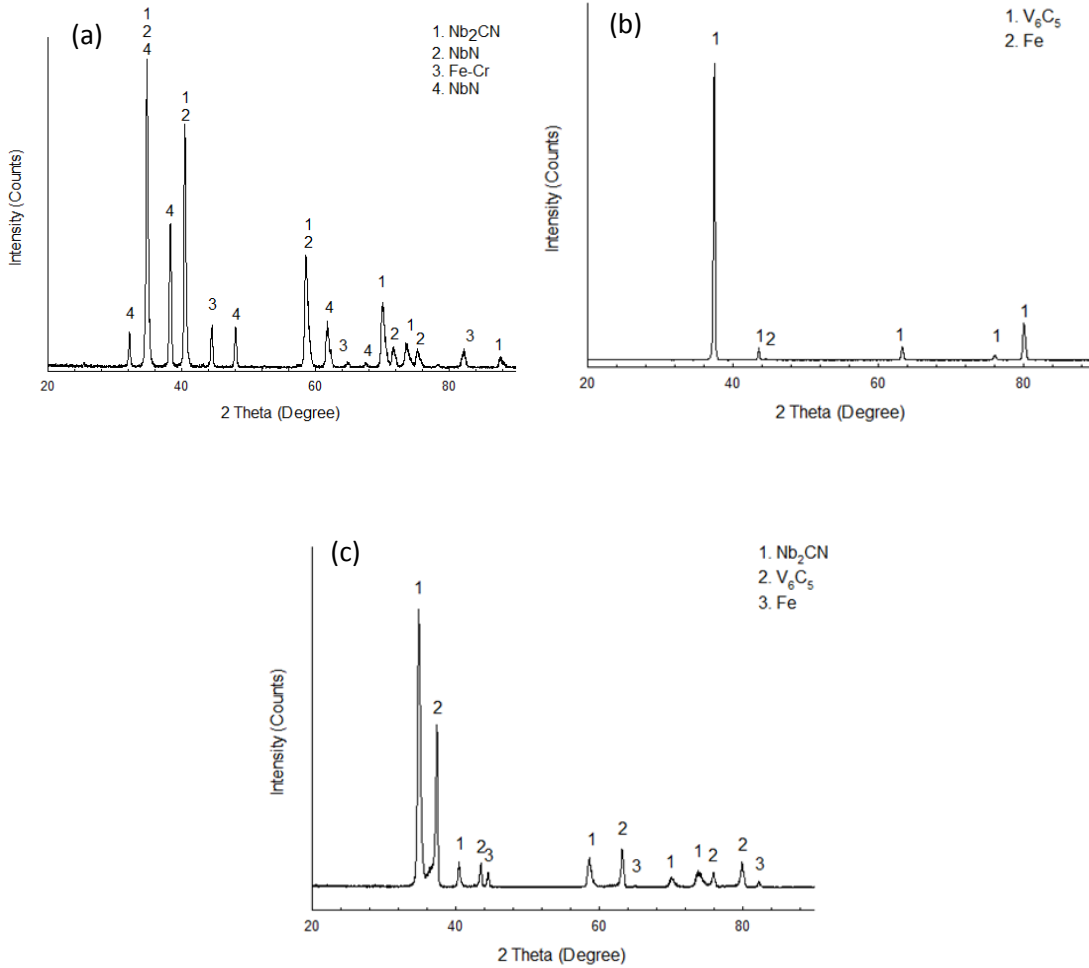 (a)
1. Nb₂CN
2. NbN
3. Fe-Cr
4. NbN
1
2
4
1
2
4
4
3
4
1
2
4
3
4
1
2
1
2
3
1
Intensity (Counts)
20 40 60 80
2 Theta (Degree)
(b)
1. V₆C₅
2. Fe
1
1 2
1
1
1
Intensity (Counts)
20 40 60 80
2 Theta (Degree)
(c)
1. Nb₂CN
2. V₆C₅
3. Fe
1
2
1
2
3
1
2
3
1
1
2
2
3
Intensity (Counts)
20 40 60 80
2 Theta (Degree)